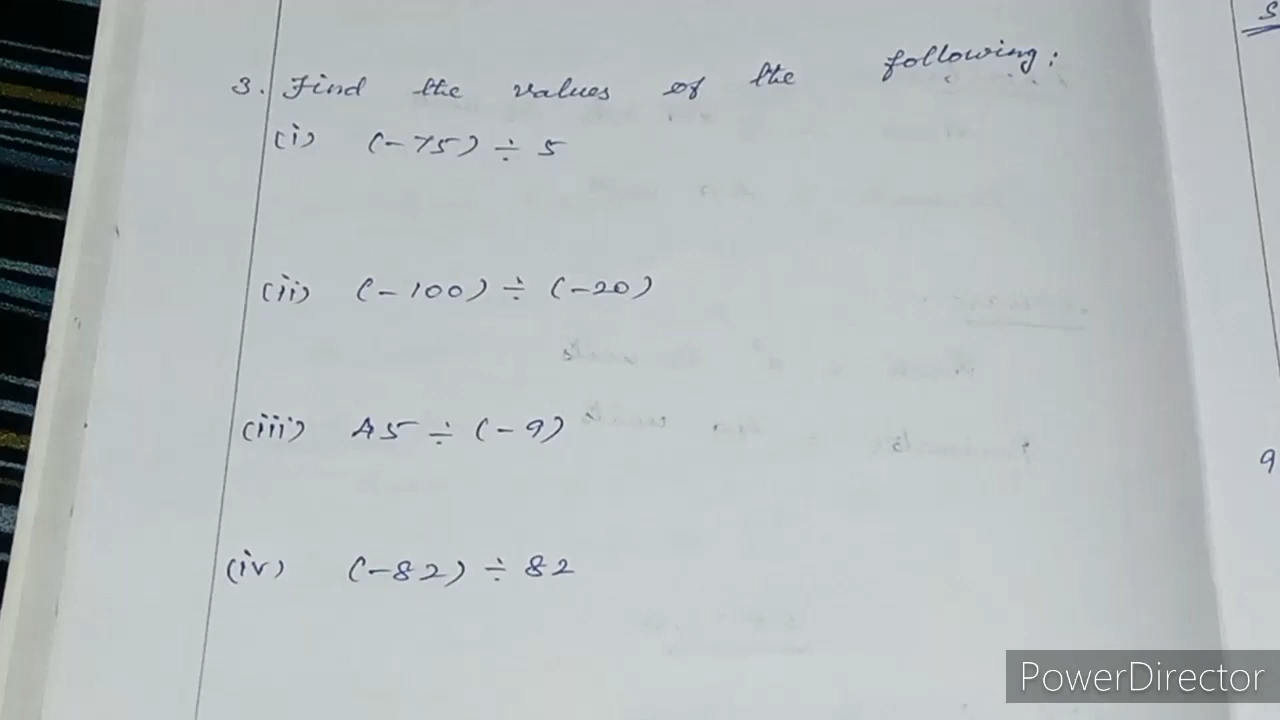 3. Find the values of the following:
(i) (-75) ÷ 5
(ii) (-100) ÷ (-20)
(iii) 45 ÷ (-9)
(iv) (-82) ÷ 82
S
9
PowerDirector